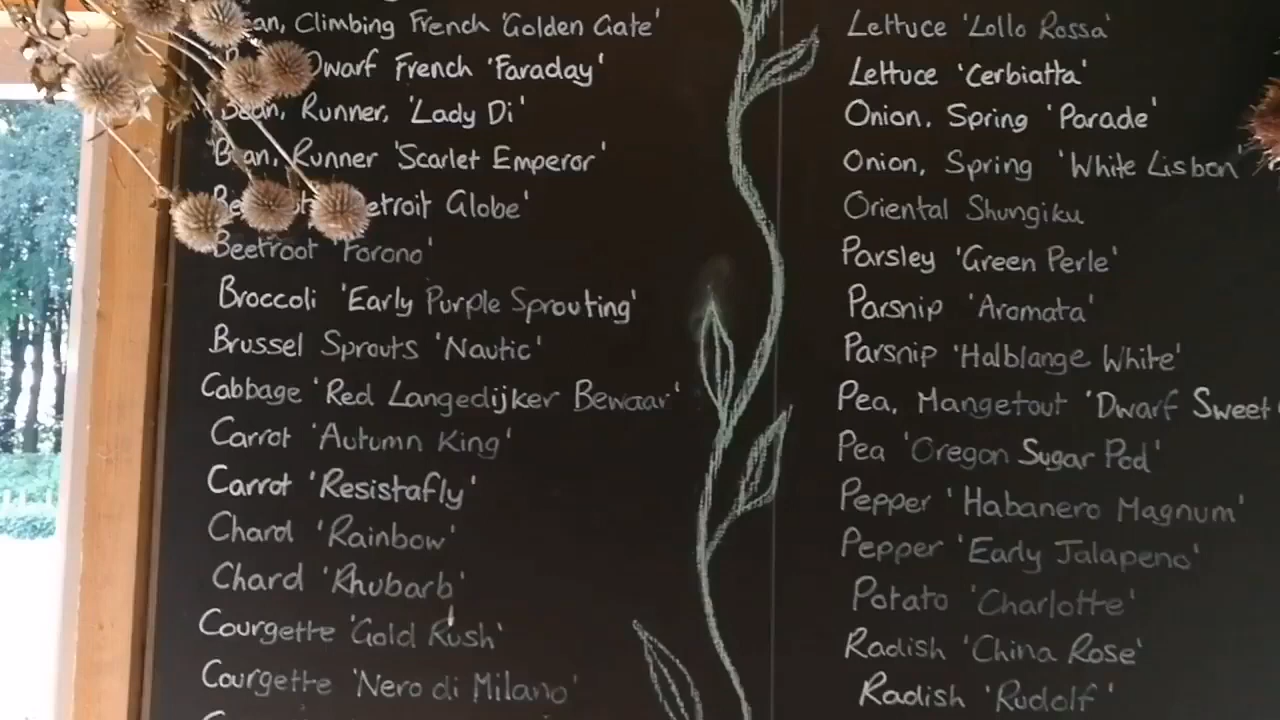 Climbing French 'Golden Gate'
Dwarf French 'Faraday'
Bean, Runner, 'Lady Di'
Bean, Runner 'Scarlet Emperor'
Detroit Globe'
Beetroot 'Forono'
Broccoli 'Early Purple Sprouting'
Brussel Sprouts 'Nautic'
Cabbage 'Red Langedijker Bewaar'
Carrot 'Autumn King'
Carrot 'Resistafly'
Chard 'Rainbow'
Chard 'Rhubarb'
Courgette 'Gold Rush'
Courgette 'Nero di Milano'
Lettuce 'Lollo Rossa'
Lettuce 'Cerbiatta'
Onion, Spring 'Parade'
Onion, Spring 'White Lisbon'
Oriental Shungiku
Parsley 'Green Perle'
Parsnip 'Aromata'
Parsnip 'Halblange White'
Pea, Mangetout 'Dwarf Sweet
Pea 'Oregon Sugar Pod'
Pepper 'Habanero Magnum'
Pepper 'Early Jalapeno'
Potato 'Charlotte'
Radish 'China Rose'
Radish 'Rudolf'